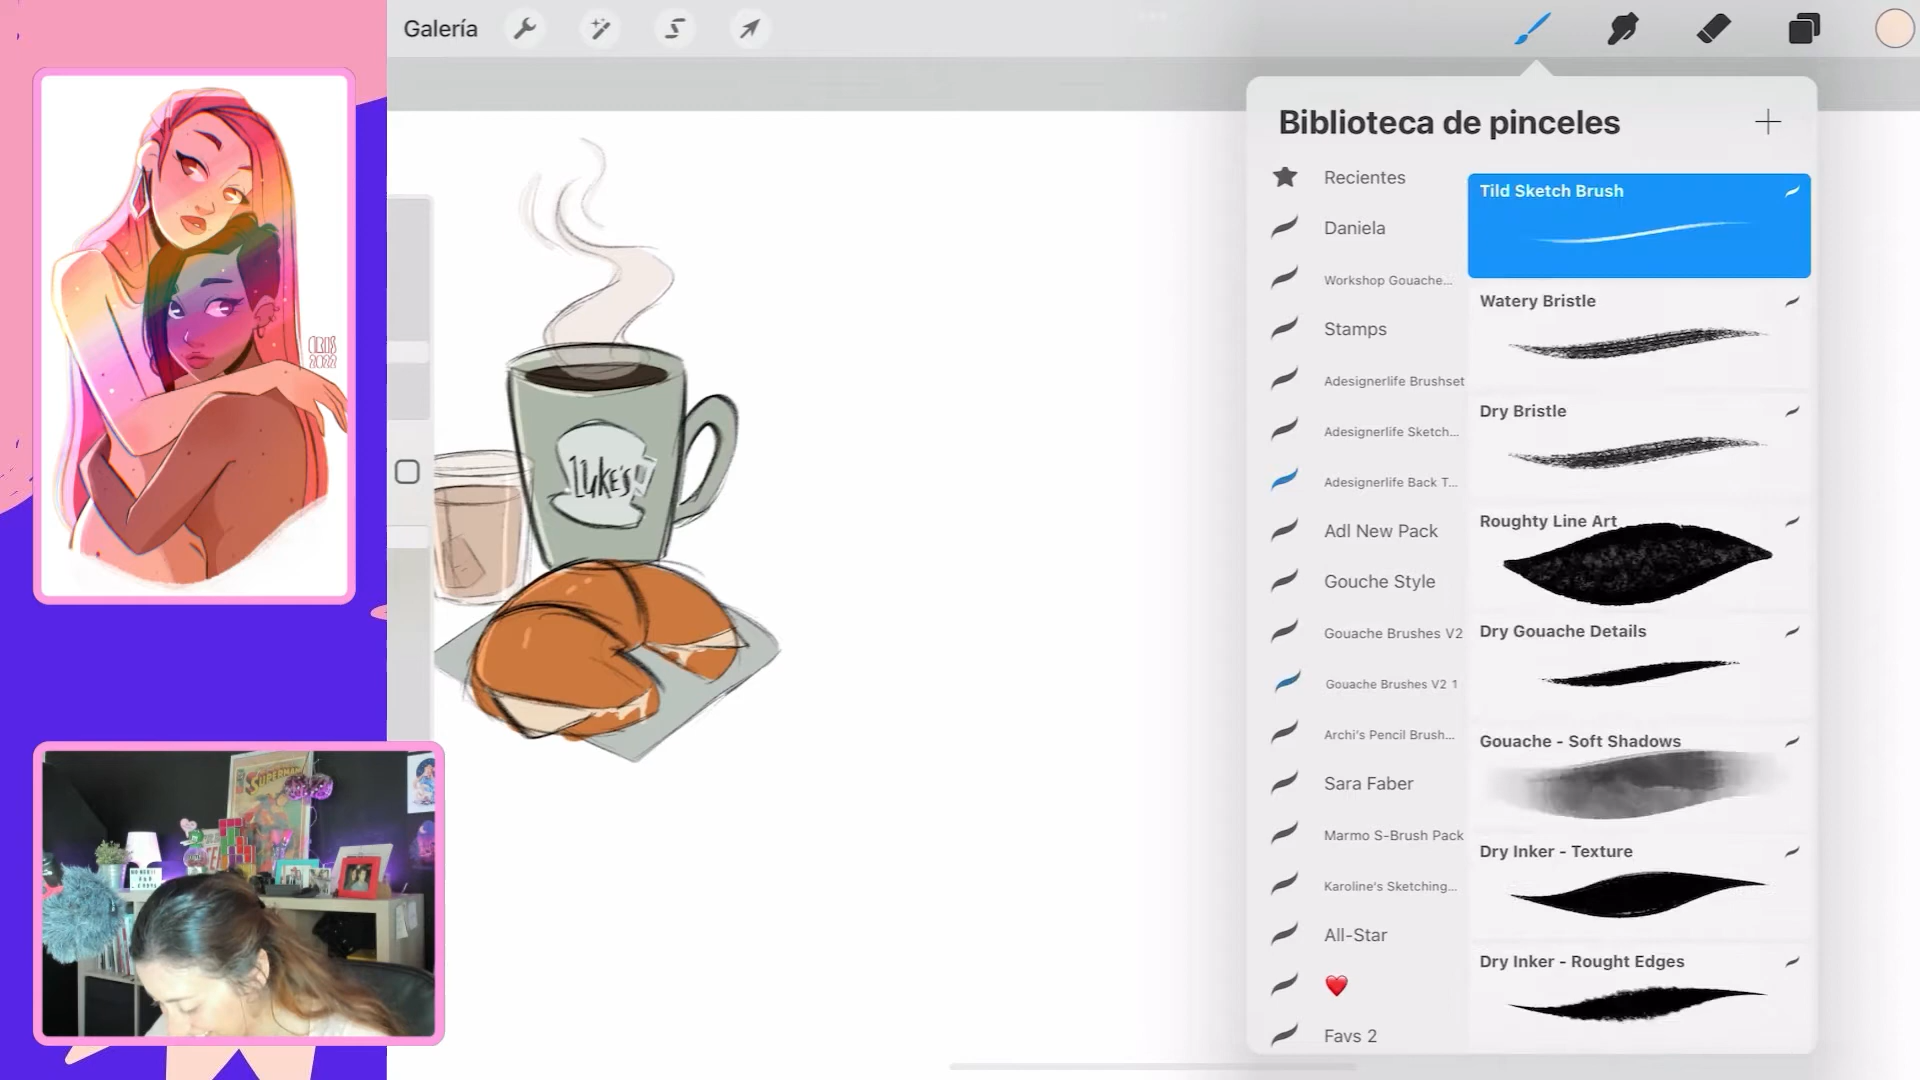 Galería
Biblioteca de pinceles
Recientes
Daniela
Workshop Gouache...
Stamps
Adesignerlife Brushset
Adesignerlife Sketch...
Adesignerlife Back T...
Adl New Pack
Gouche Style
Gouache Brushes V2
Gouache Brushes V2 1
Archi's Pencil Brush...
Sara Faber
Marmo S-Brush Pack
Karoline's Sketching...
All-Star
❤️
Favs 2
Tild Sketch Brush
Watery Bristle
Dry Bristle
Roughty Line Art
Dry Gouache Details
Gouache - Soft Shadows
Dry Inker - Texture
Dry Inker - Rought Edges
LUKE'S
2022
SUPERMAN